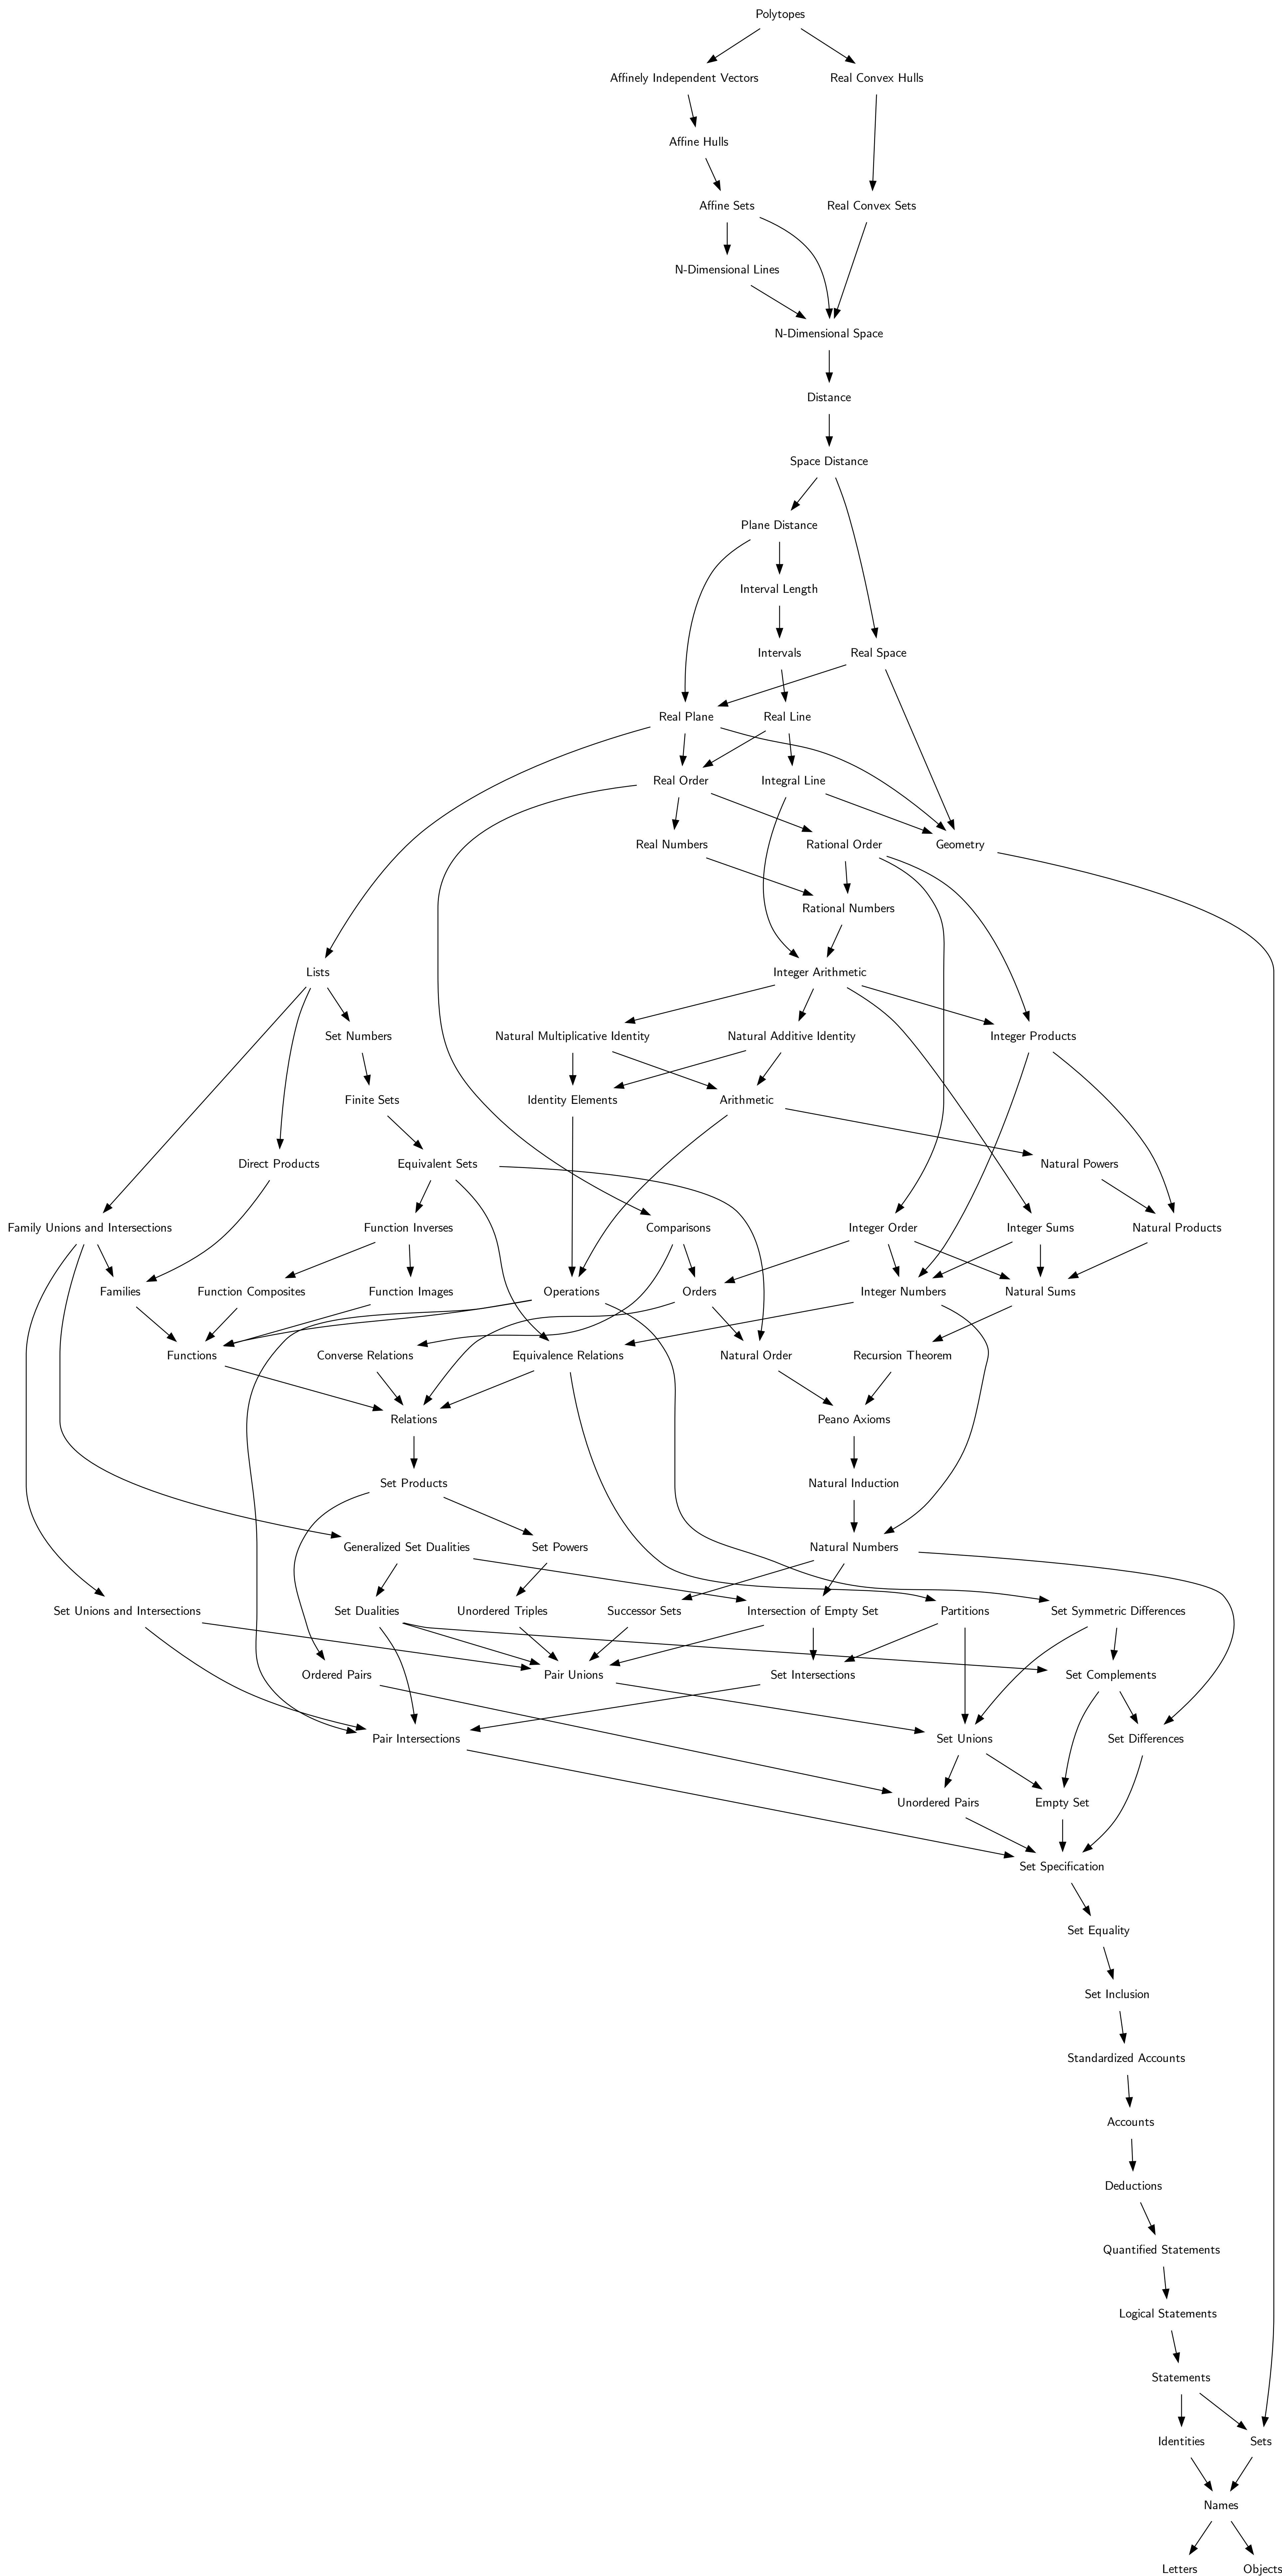 Polytopes
Affinely Independent Vectors
Real Convex Hulls
Affine Hulls
Affine Sets
Real Convex Sets
N-Dimensional Lines
N-Dimensional Space
Distance
Space Distance
Plane Distance
Interval Length
Intervals
Real Space
Real Plane
Real Line
Real Order
Integral Line
Real Numbers
Rational Order
Geometry
Rational Numbers
Lists
Integer Arithmetic
Set Numbers
Natural Multiplicative Identity
Natural Additive Identity
Integer Products
Finite Sets
Identity Elements
Arithmetic
Direct Products
Equivalent Sets
Natural Powers
Family Unions and Intersections
Function Inverses
Comparisons
Integer Order
Integer Sums
Natural Products
Families
Function Composites
Function Images
Operations
Orders
Integer Numbers
Natural Sums
Functions
Converse Relations
Equivalence Relations
Natural Order
Recursion Theorem
Relations
Peano Axioms
Set Products
Natural Induction
Generalized Set Dualities
Set Powers
Natural Numbers
Set Unions and Intersections
Set Dualities
Unordered Triples
Successor Sets
Intersection of Empty Set
Partitions
Set Symmetric Differences
Ordered Pairs
Pair Unions
Set Intersections
Set Complements
Pair Intersections
Set Unions
Set Differences
Unordered Pairs
Empty Set
Set Specification
Set Equality
Set Inclusion
Standardized Accounts
Accounts
Deductions
Quantified Statements
Logical Statements
Statements
Identities
Sets
Names
Letters
Objects